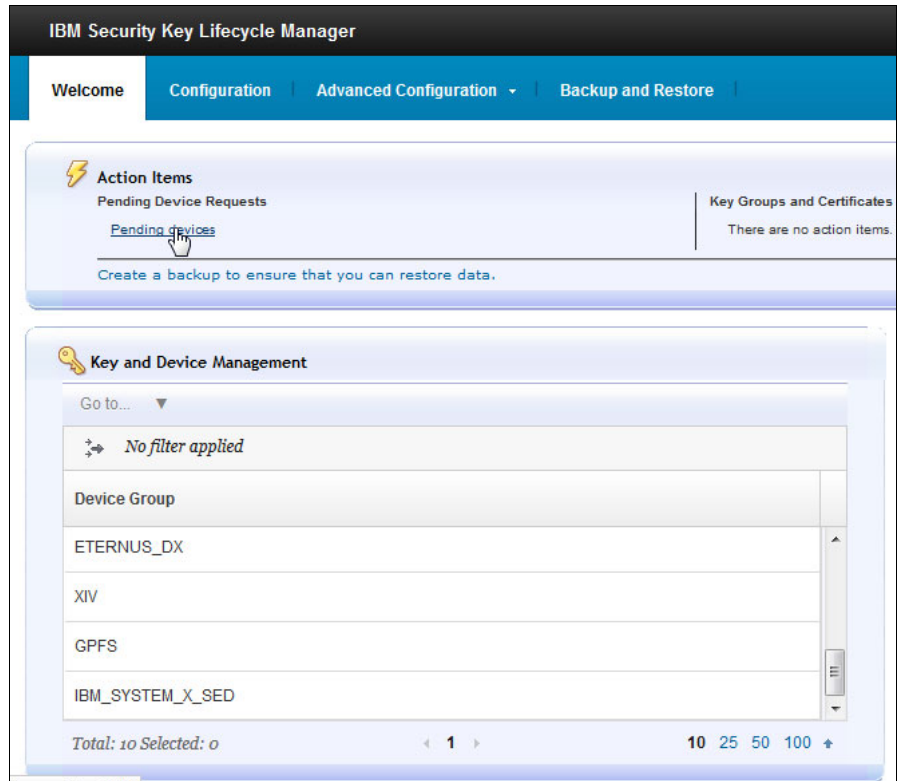 IBM Security Key Lifecycle Manager
Welcome Configuration Advanced Configuration Backup and Restore
Action Items
Pending Device Requests
Key Groups and Certificates
Pending devices
There are no action items.
Create a backup to ensure that you can restore data.
Key and Device Management
Go to...
No filter applied
Device Group
ETERNUS_DX
XIV
GPFS
IBM_SYSTEM_X_SED
Total: 10 Selected: 0 1 10 25 50 100